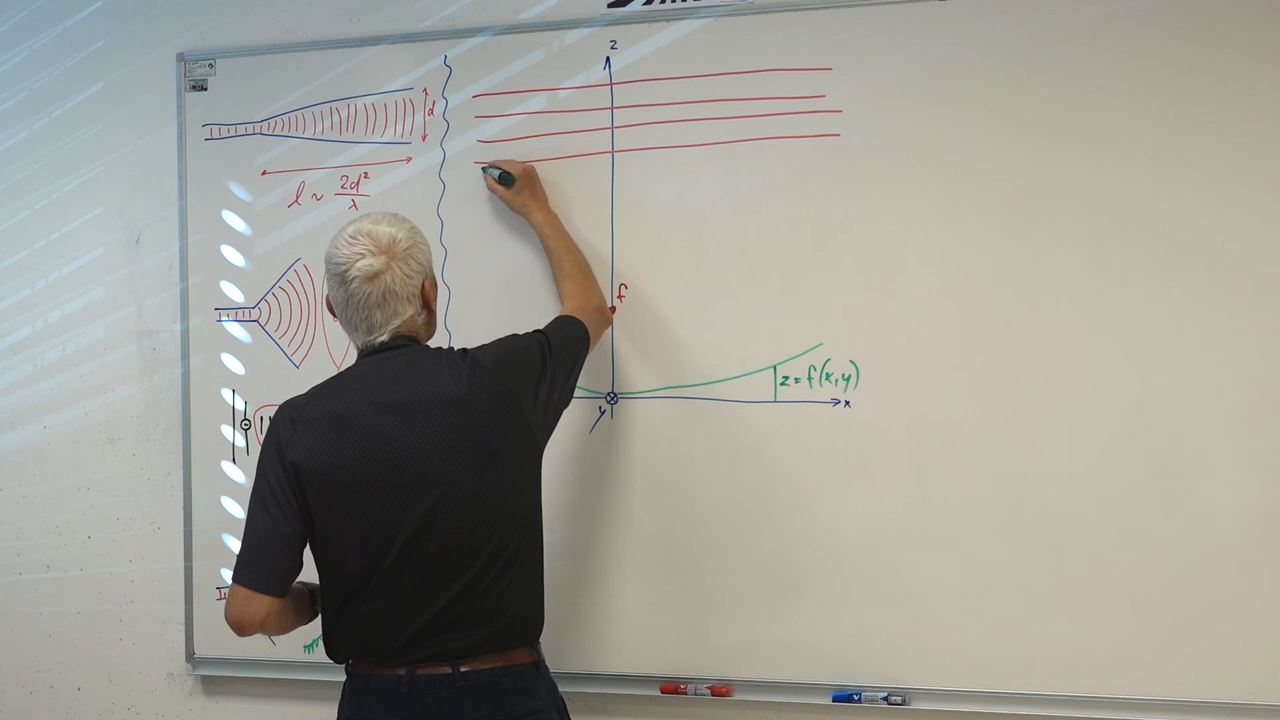 d
l ~ 2d²/λ
z
f
z=f(x,y)
x
y